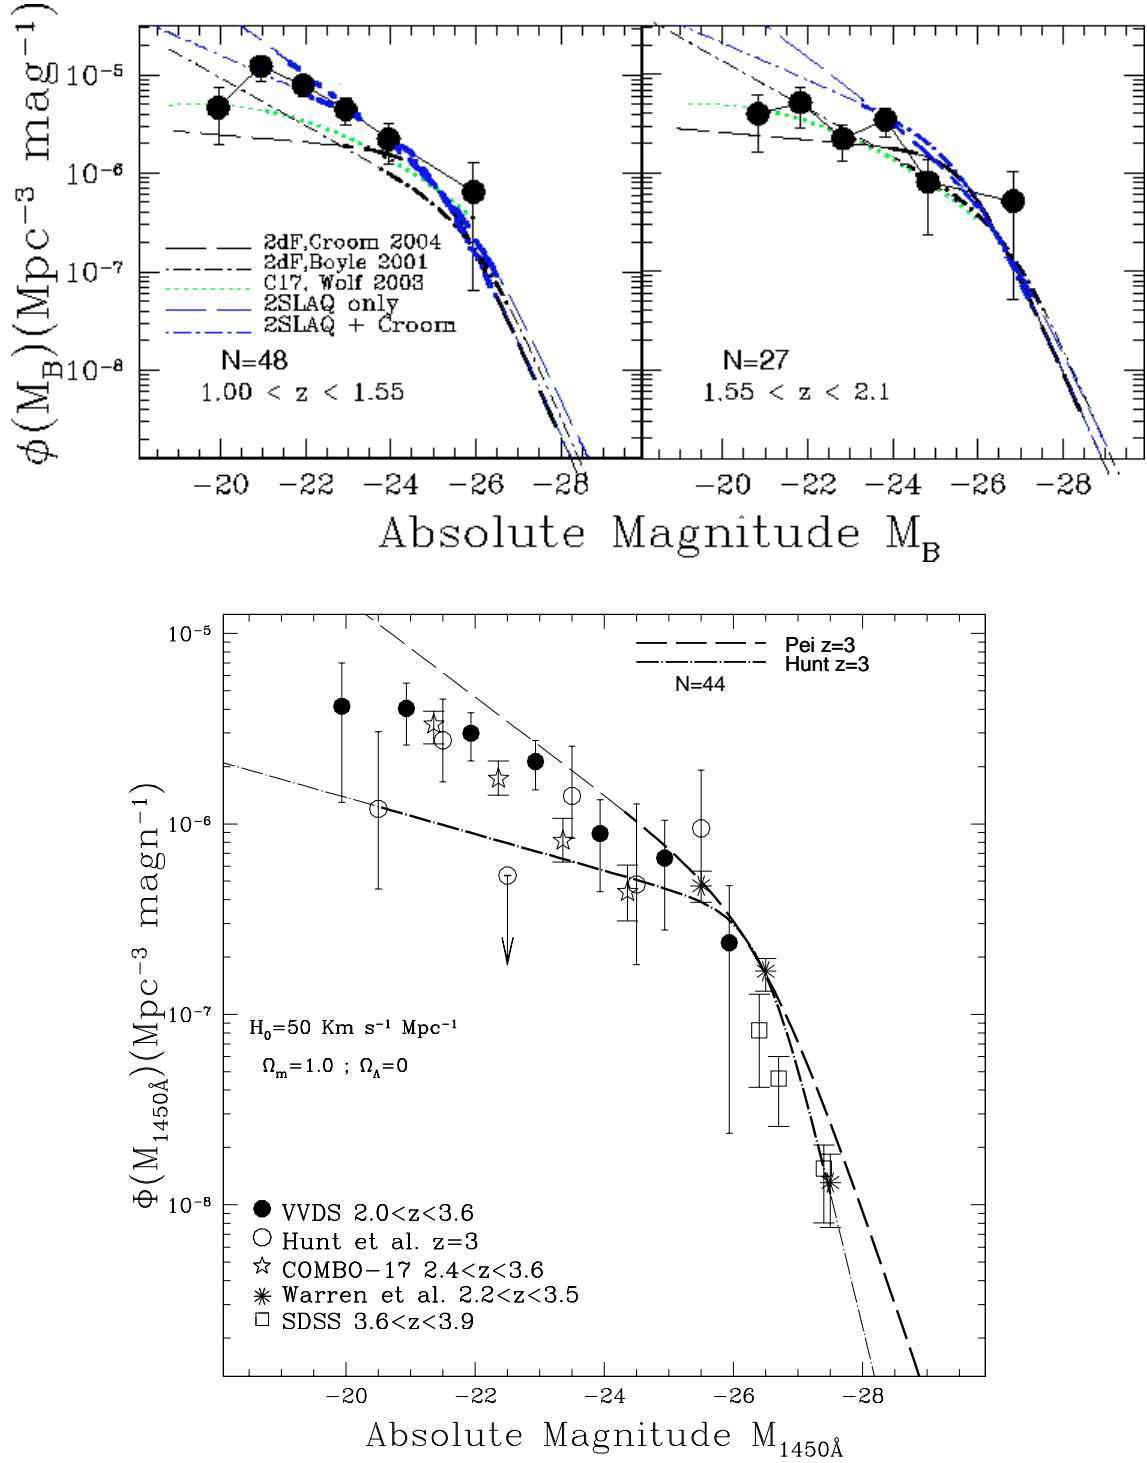 ϕ(M_B)(Mpc⁻³ mag⁻¹)
10⁻⁵
10⁻⁶
10⁻⁷
10⁻⁸
2dF,Croom 2004
2dF,Boyle 2001
C17, Wolf 2003
2SLAQ only
2SLAQ + Croom
N=48
1.00 < z < 1.55
N=27
1.55 < z < 2.1
−20 −22 −24 −26 −28
−20 −22 −24 −26 −28
Absolute Magnitude M_B
Φ(M_1450Å)(Mpc⁻³ magn⁻¹)
10⁻⁵
10⁻⁶
10⁻⁷
10⁻⁸
Pei z=3
Hunt z=3
N=44
H₀=50 Km s⁻¹ Mpc⁻¹
Ω_m=1.0 ; Ω_Λ=0
VVDS 2.0<z<3.6
Hunt et al. z=3
COMBO−17 2.4<z<3.6
Warren et al. 2.2<z<3.5
SDSS 3.6<z<3.9
−20 −22 −24 −26 −28
Absolute Magnitude M_1450Å